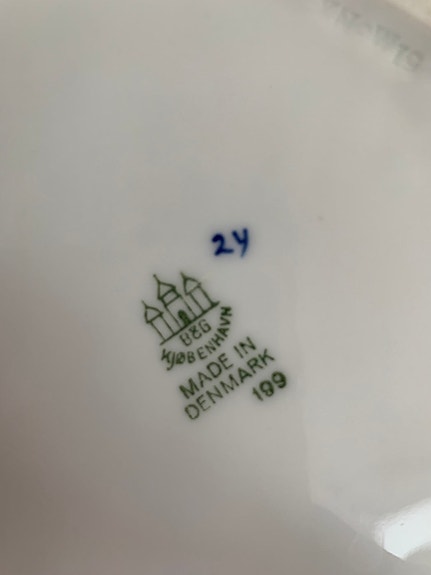 24
B&G
KJØBENHAVN
MADE IN
DENMARK
199